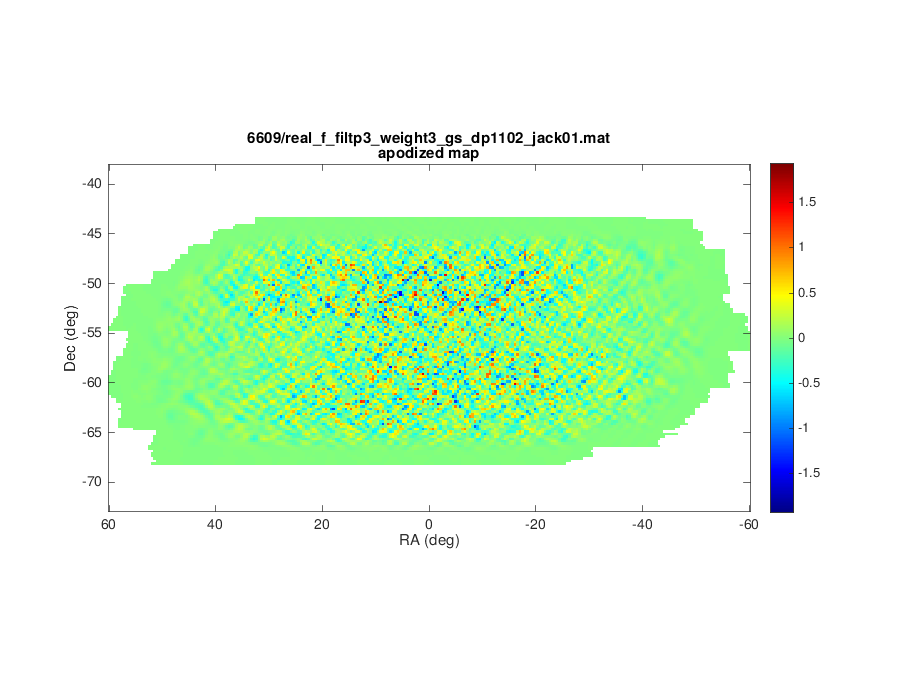 6609/real_f_filtp3_weight3_gs_dp1102_jack01.mat
apodized map
-40
-45
-50
-55
-60
-65
-70
Dec (deg)
60 40 20 0 -20 -40 -60
RA (deg)
1.5
1
0.5
0
-0.5
-1
-1.5